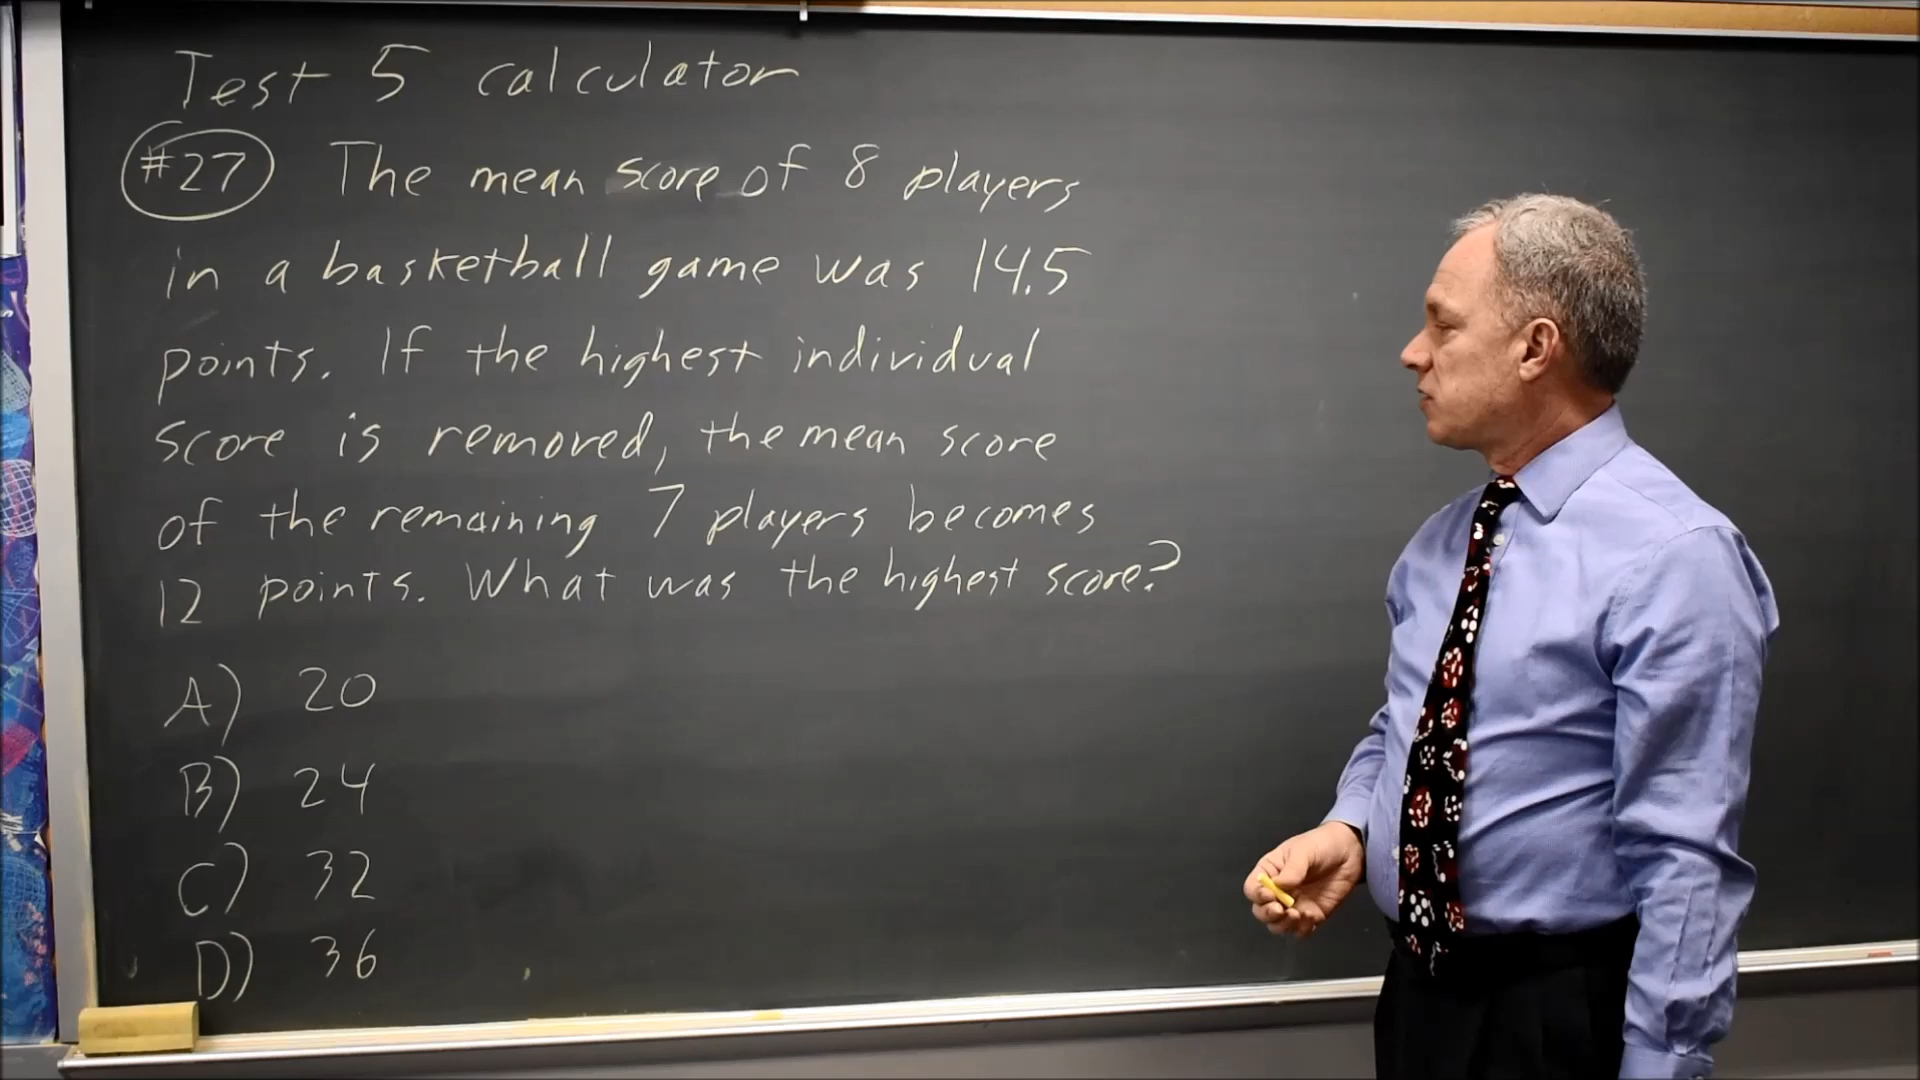 Test 5 calculator
#27 The mean score of 8 players
in a basketball game was 14.5
points. If the highest individual
score is removed, the mean score
of the remaining 7 players becomes
12 points. What was the highest score?
A) 20
B) 24
C) 32
D) 36